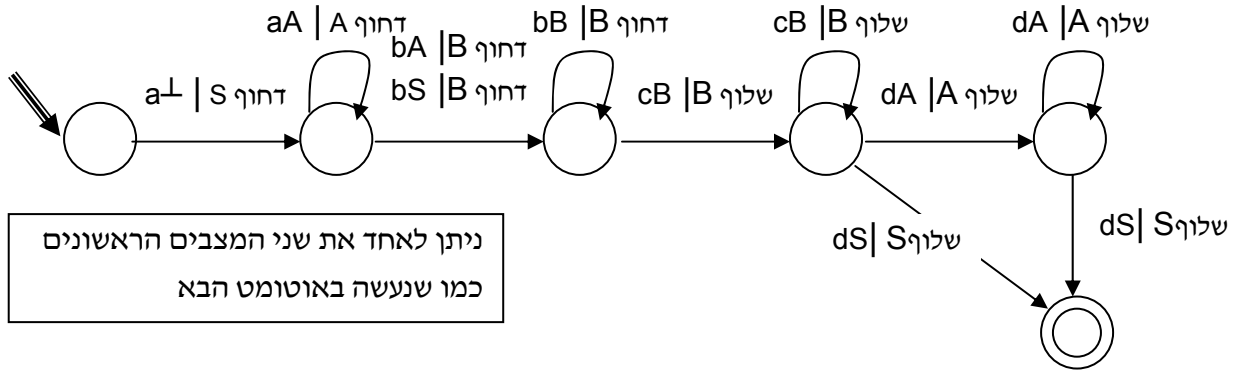 a⊥ | S דחוף
aA | A דחוף
bA |B דחוף
bS |B דחוף
bB |B דחוף
cB |B שלוף
cB |B שלוף
dA |A שלוף
dA |A שלוף
dS| S שלוף
dS| S שלוף
ניתן לאחד את שני המצבים הראשונים
כמו שנעשה באוטומט הבא